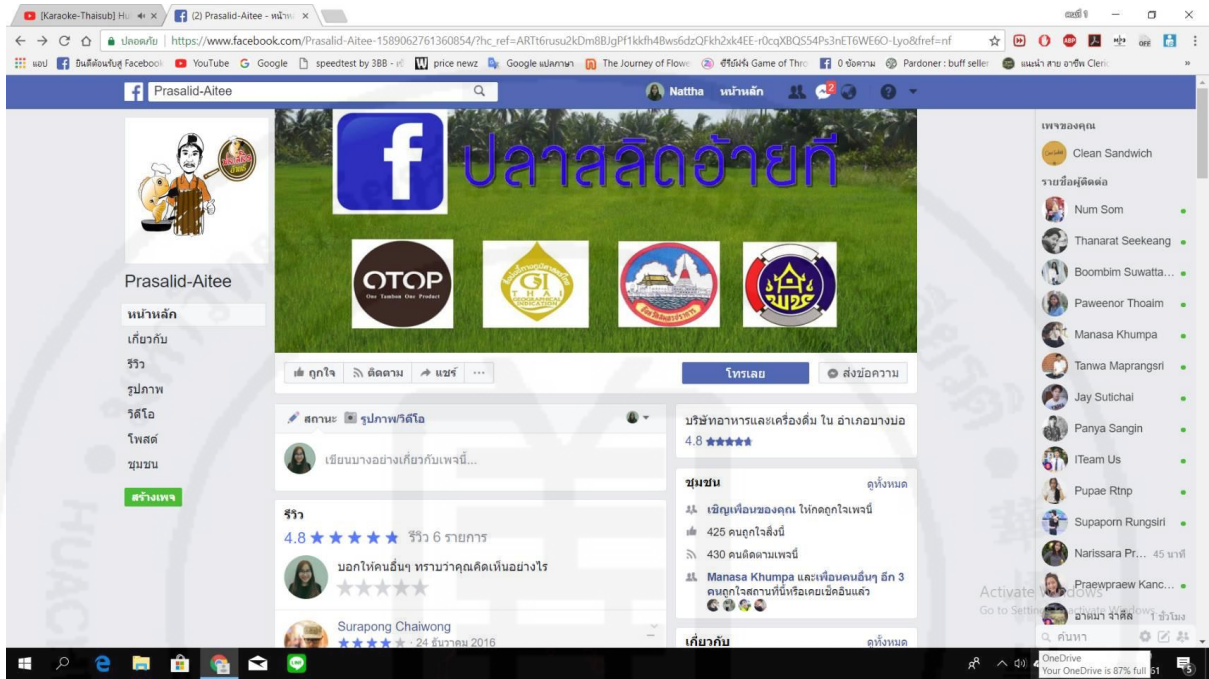 [Karaoke-Thaisub] Hu
(2) Prasalid-Aitee - หน้าหลั
ปลอดภัย
https://www.facebook.com/Prasalid-Aitee-1589062761360854/?hc_ref=ARTt6rusu2kDm8BJgPf1kkfh4Bws6dzQFkh2xk4EE-r0cqXBQS54Ps3nET6WE6O-Lyo&fref=nf
แอป
ยินดีต้อนรับสู่ Facebook
YouTube
Google
speedtest by 3BB
price newz
Google แปลภาษา
The Journey of Flowe
ซีรีย์ฝรั่ง Game of Thro
0 ข้อความ
Pardoner : buff seller
แนะนำ สาย อาชีพ Cleric
Prasalid-Aitee
Nattha
หน้าหลัก
2
ปลาสลิดอ้ายที
OTOP
One Tambon One Product
GI
THAI
GEOGRAPHICAL
INDICATION
พอช
Prasalid-Aitee
หน้าหลัก
เกี่ยวกับ
รีวิว
รูปภาพ
วิดีโอ
โพสต์
ชุมชน
สร้างเพจ
ถูกใจ
ติดตาม
แชร์
โทรเลย
ส่งข้อความ
สถานะ
รูปภาพ/วิดีโอ
เขียนบางอย่างเกี่ยวกับเพจนี้...
รีวิว
4.8 ★ ★ ★ ★ ★ รีวิว 6 รายการ
บอกให้คนอื่นๆ ทราบว่าคุณคิดเห็นอย่างไร
Surapong Chaiwong
24 ธันวาคม 2016
บริษัทอาหารและเครื่องดื่ม ใน อำเภอบางบ่อ
4.8
ชุมชน
ดูทั้งหมด
เชิญเพื่อนของคุณ ให้กดถูกใจเพจนี้
425 คนถูกใจสิ่งนี้
430 คนติดตามเพจนี้
Manasa Khumpa และเพื่อนคนอื่นๆ อีก 3
คนถูกใจสถานที่นี้หรือเคยเช็คอินแล้ว
เกี่ยวกับ
ดูทั้งหมด
เพจของคุณ
Clean Sandwich
รายชื่อผู้ติดต่อ
Num Som
Thanarat Seekeang
Boombim Suwatta...
Paweenor Thoaim
Manasa Khumpa
Tanwa Maprangsri
Jay Sutichai
Panya Sangin
ITeam Us
Pupae Rtnp
Supaporn Rungsiri
Narissara Pr... 45 นาที
Praewpraew Kanc...
อาตมา จาคีล 1 ชั่วโมง
ค้นหา
Activate Windows
Go to Settings to activate Windows.
OneDrive
Your OneDrive is 87% full
61
5
HUAC